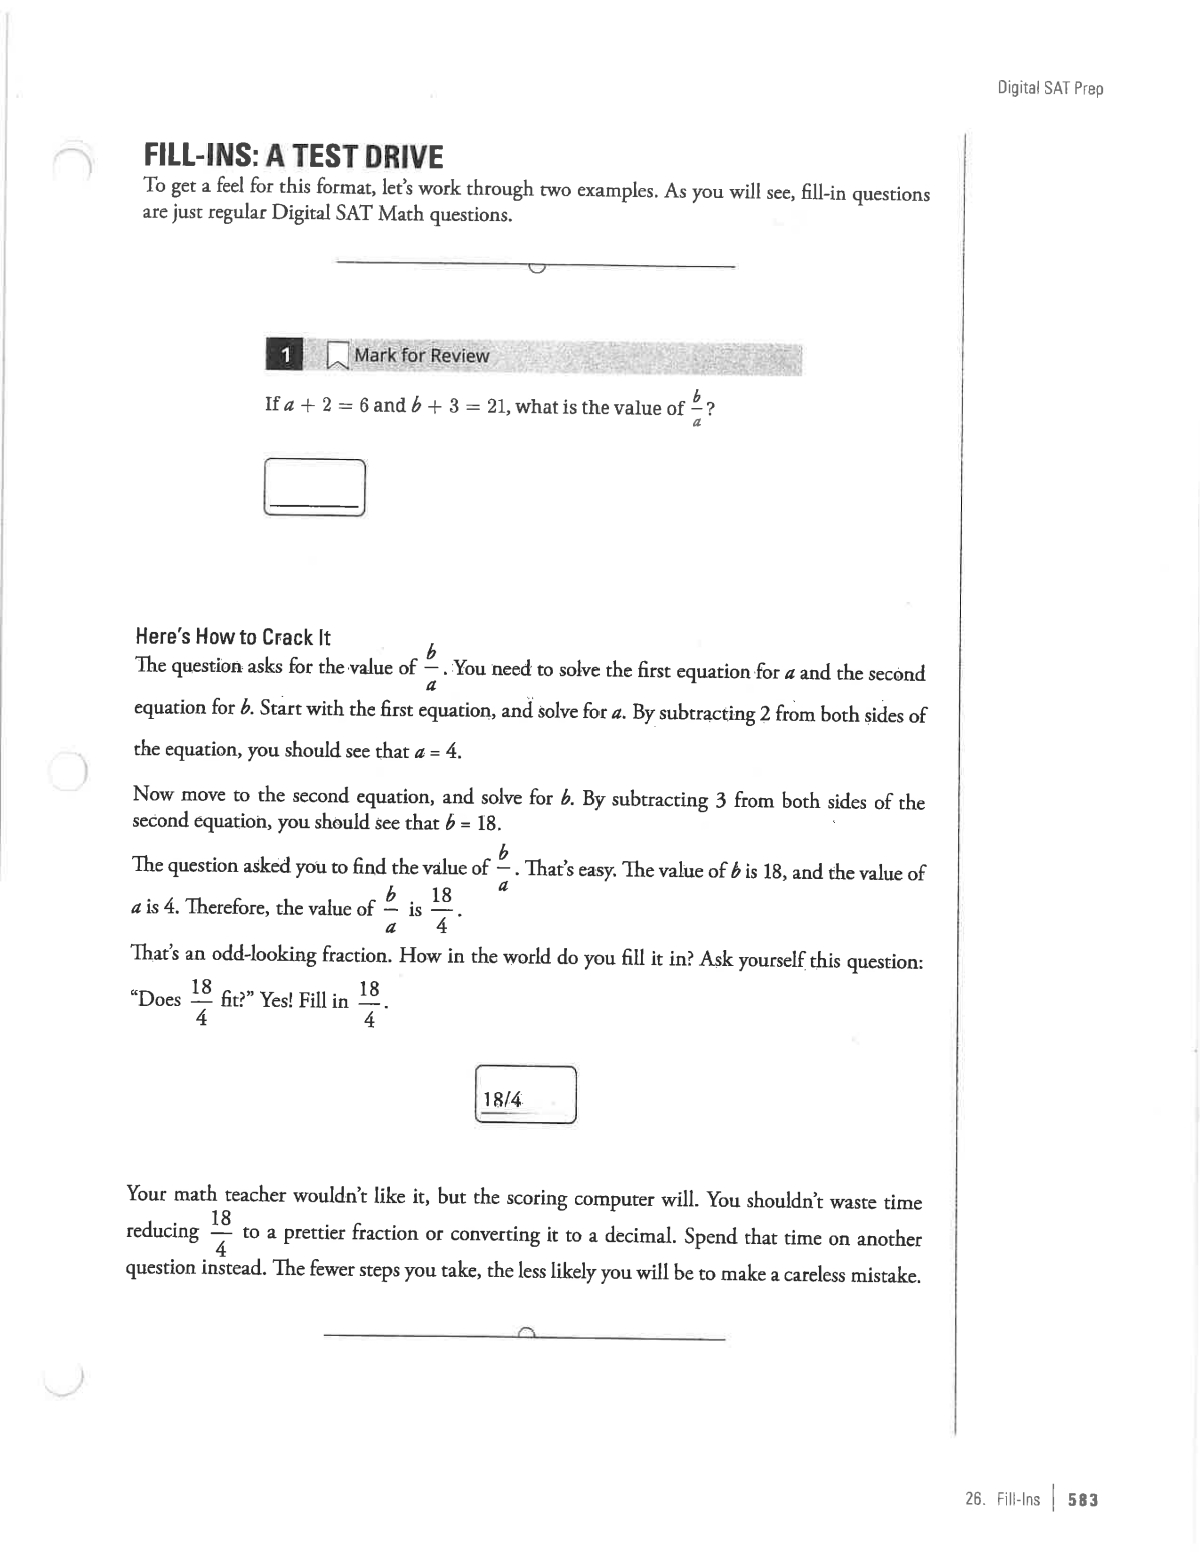 Digital SAT Prep
FILL-INS: A TEST DRIVE
To get a feel for this format, let's work through two examples. As you will see, fill-in questions
are just regular Digital SAT Math questions.
1 Mark for Review
If a + 2 = 6 and b + 3 = 21, what is the value of b/a?
Here's How to Crack It
The question asks for the value of b/a. You need to solve the first equation for a and the second
equation for b. Start with the first equation, and solve for a. By subtracting 2 from both sides of
the equation, you should see that a = 4.
Now move to the second equation, and solve for b. By subtracting 3 from both sides of the
second equation, you should see that b = 18.
The question asked you to find the value of b/a. That's easy. The value of b is 18, and the value of
a is 4. Therefore, the value of b/a is 18/4.
That's an odd-looking fraction. How in the world do you fill it in? Ask yourself this question:
“Does 18/4 fit?” Yes! Fill in 18/4.
18/4
Your math teacher wouldn't like it, but the scoring computer will. You shouldn't waste time
reducing 18/4 to a prettier fraction or converting it to a decimal. Spend that time on another
question instead. The fewer steps you take, the less likely you will be to make a careless mistake.
26. Fill-Ins | 583